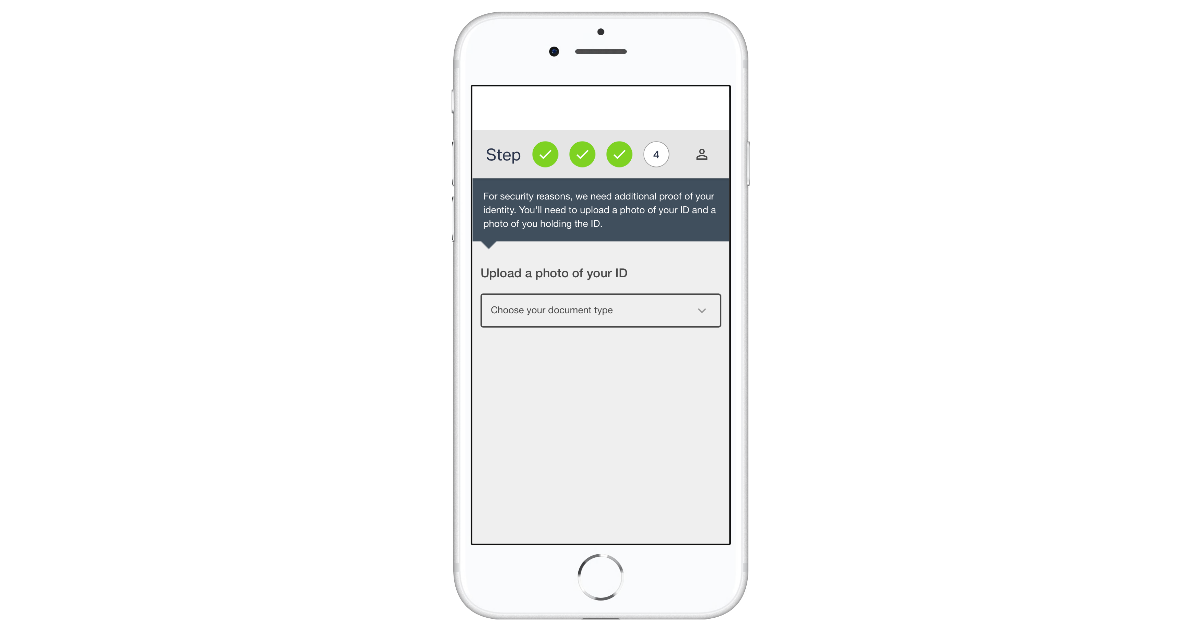 Step 4
For security reasons, we need additional proof of your
identity. You'll need to upload a photo of your ID and a
photo of you holding the ID.
Upload a photo of your ID
Choose your document type